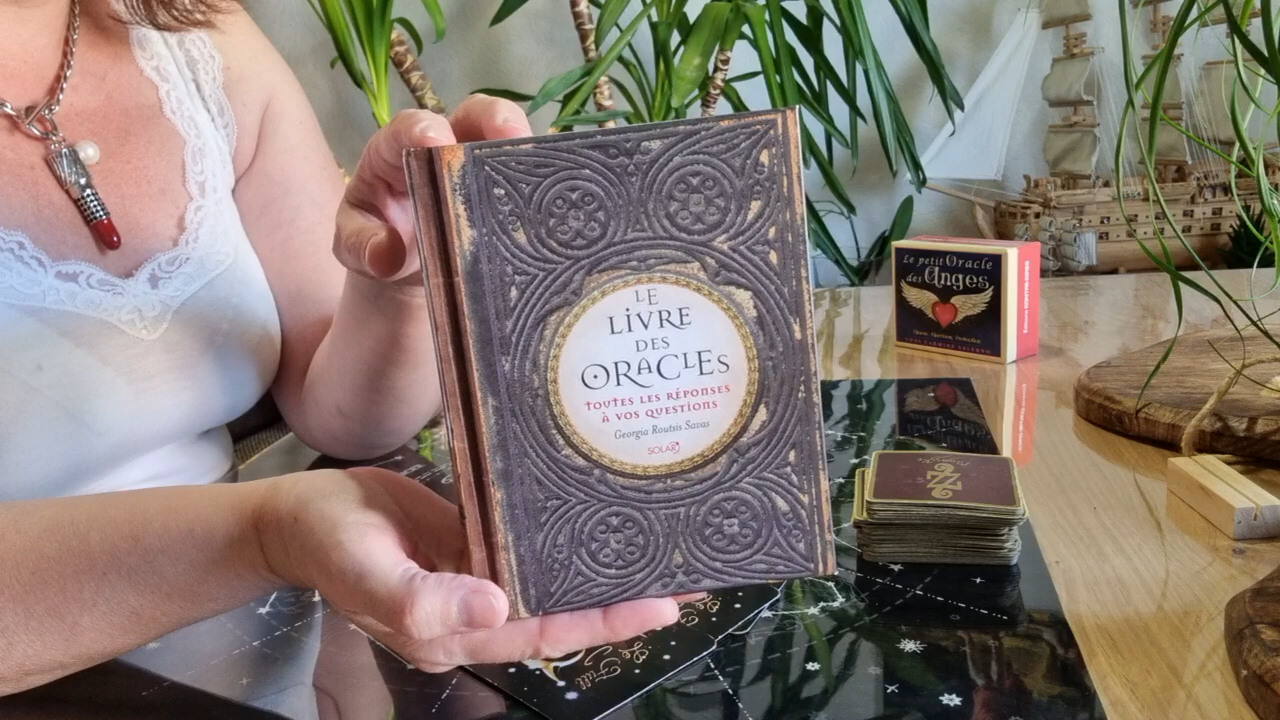 LE
LIVRE
DES
ORACLES
TOUTES LES RÉPONSES
À VOS QUESTIONS
Georgia Routsis Savas
SOLAR
Le petit Oracle
des Anges